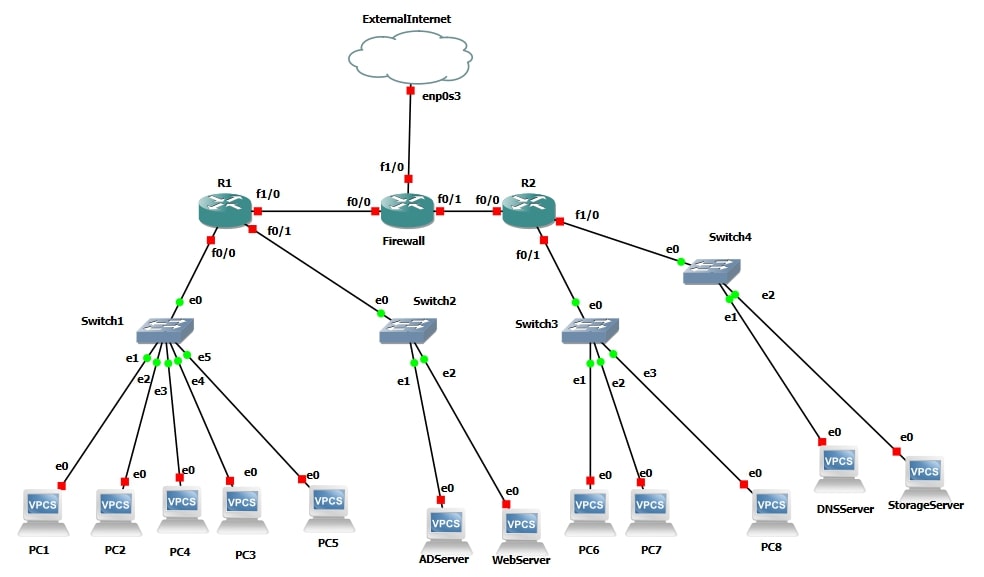 ExternalInternet
enp0s3
f1/0
R1
f1/0
f0/0
f0/1
f0/0
R2
Firewall
f0/1
f0/0
f1/0
f0/1
Switch4
e0
e1
e2
e0
Switch1
e1
e2
e3
e4
e5
e0
Switch2
e1
e2
e0
Switch3
e1
e2
e3
e0
e0
e0
e0
e0
e0
e0
e0
e0
e0
e0
e0
e0
VPCS
VPCS
VPCS
VPCS
VPCS
VPCS
VPCS
VPCS
VPCS
VPCS
VPCS
VPCS
PC1
PC2
PC4
PC3
PC5
ADServer
WebServer
PC6
PC7
PC8
DNSServer
StorageServer